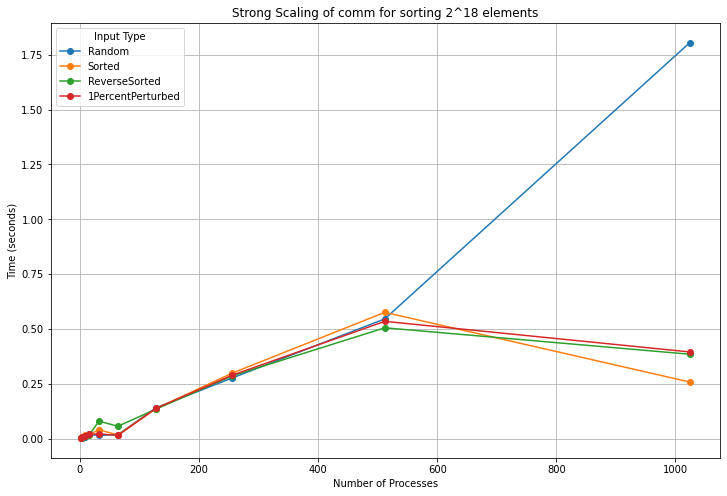 Strong Scaling of comm for sorting 2^18 elements
Input Type
Random
Sorted
ReverseSorted
1PercentPerturbed
Time (seconds)
1.75
1.50
1.25
1.00
0.75
0.50
0.25
0.00
0 200 400 600 800 1000
Number of Processes